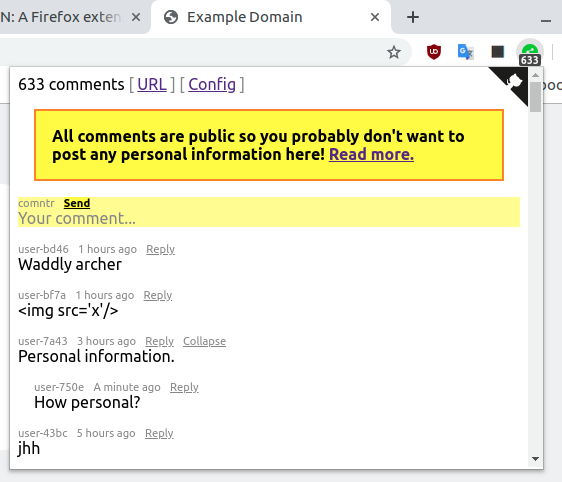 N: A Firefox exten
Example Domain
633
633 comments [ URL ] [ Config ]
All comments are public so you probably don't want to
post any personal information here! Read more.
comntr Send
Your comment...
user-bd46 1 hours ago Reply
Waddly archer
user-bf7a 1 hours ago Reply
<img src='x'/>
user-7a43 3 hours ago Reply Collapse
Personal information.
user-750e A minute ago Reply
How personal?
user-43bc 5 hours ago Reply
jhh